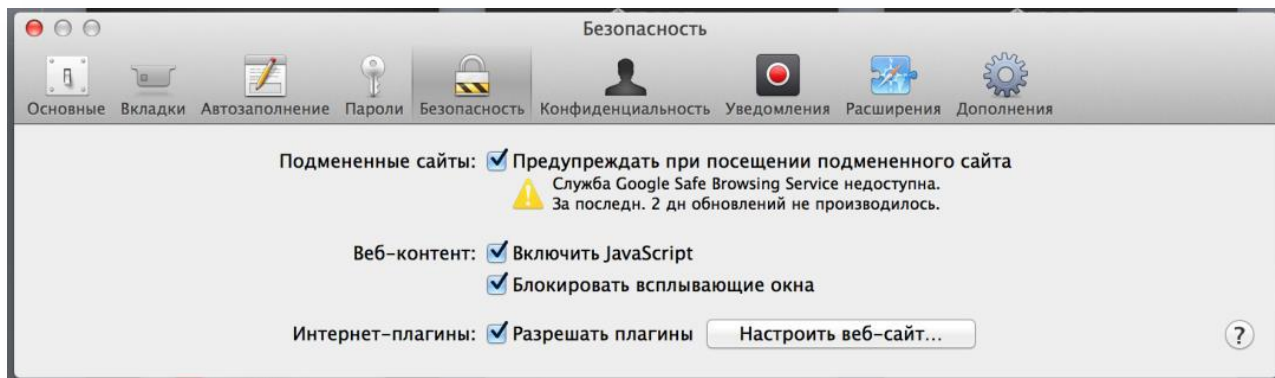 Безопасность
Основные Вкладки Автозаполнение Пароли Безопасность Конфиденциальность Уведомления Расширения Дополнения
Подмененные сайты: Предупреждать при посещении подмененного сайта
Служба Google Safe Browsing Service недоступна.
За последн. 2 дн обновлений не производилось.
Веб-контент: Включить JavaScript
Блокировать всплывающие окна
Интернет-плагины: Разрешать плагины Настроить веб-сайт... ?